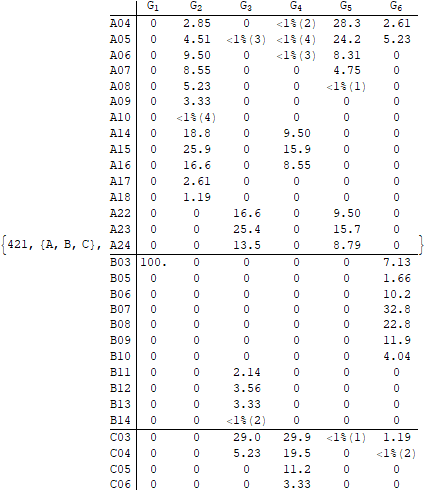 G1 G2 G3 G4 G5 G6
A04 0 2.85 0 <1%(2) 28.3 2.61
A05 0 4.51 <1%(3) <1%(4) 24.2 5.23
A06 0 9.50 0 <1%(3) 8.31 0
A07 0 8.55 0 0 4.75 0
A08 0 5.23 0 0 <1%(1) 0
A09 0 3.33 0 0 0 0
A10 0 <1%(4) 0 0 0 0
A14 0 18.8 0 9.50 0 0
A15 0 25.9 0 15.9 0 0
A16 0 16.6 0 8.55 0 0
A17 0 2.61 0 0 0 0
A18 0 1.19 0 0 0 0
A22 0 0 16.6 0 9.50 0
A23 0 0 25.4 0 15.7 0
{421, {A, B, C}, A24 0 0 13.5 0 8.79 0 }
B03 100. 0 0 0 0 7.13
B05 0 0 0 0 0 1.66
B06 0 0 0 0 0 10.2
B07 0 0 0 0 0 32.8
B08 0 0 0 0 0 22.8
B09 0 0 0 0 0 11.9
B10 0 0 0 0 0 4.04
B11 0 0 2.14 0 0 0
B12 0 0 3.56 0 0 0
B13 0 0 3.33 0 0 0
B14 0 0 <1%(2) 0 0 0
C03 0 0 29.0 29.9 <1%(1) 1.19
C04 0 0 5.23 19.5 0 <1%(2)
C05 0 0 0 11.2 0 0
C06 0 0 0 3.33 0 0